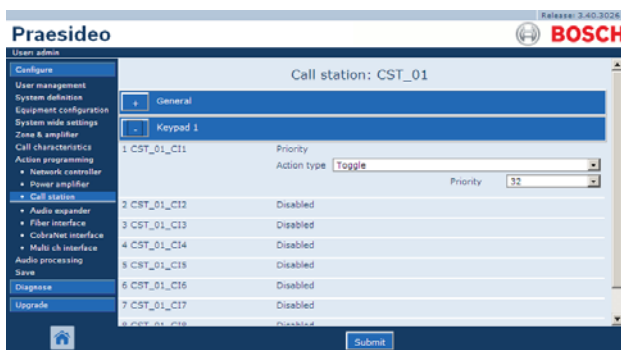 Release: 3.40.3026
Praesideo
BOSCH
User: admin
Configure
User management
System definition
Equipment configuration
System wide settings
Zone & amplifier
Call characteristics
Action programming
• Network controller
• Power amplifier
• Call station
• Audio expander
• Fiber interface
• CobraNet interface
• Multi ch interface
Audio processing
Save
Diagnose
Upgrade
Call station: CST_01
+ General
- Keypad 1
1 CST_01_CI1 Priority
Action type Toggle
Priority 32
2 CST_01_CI2 Disabled
3 CST_01_CI3 Disabled
4 CST_01_CI4 Disabled
5 CST_01_CI5 Disabled
6 CST_01_CI6 Disabled
7 CST_01_CI7 Disabled
8 CST_01_CI8 Disabled
Submit